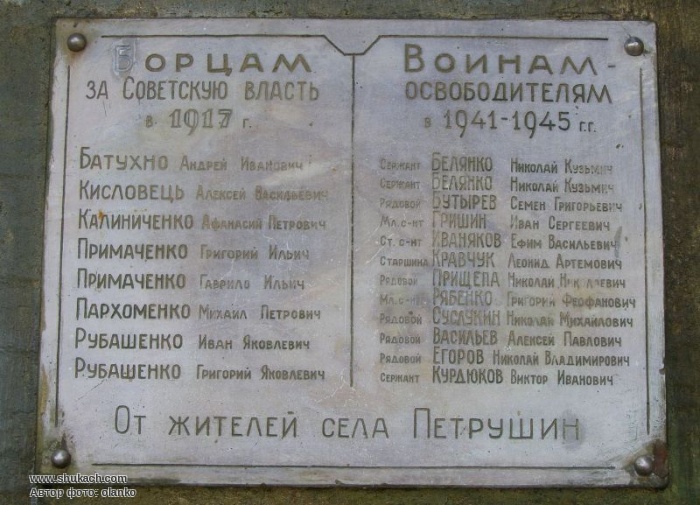 Борцам
за Советскую власть
в 1917 г.
Батухно Андрей Иванович
Кисловець Алексей Васильевич
Калиниченко Афанасий Петрович
Примаченко Григорий Ильич
Примаченко Гаврило Ильич
Пархоменко Михаил Петрович
Рубашенко Иван Яковлевич
Рубашенко Григорий Яковлевич
Воинам-
освободителям
в 1941-1945 г.г.
Сержант Белянко Николай Кузьмич
Сержант Белянко Николай Кузьмич
Рядовой Бутырев Семен Григорьевич
Мл. с-нт Гришин Иван Сергеевич
Ст. с-нт Иваняков Ефим Васильевич
Старшина Кравчук Леонид Артемович
Рядовой Прищепа Николай Николаевич
Мл. с- Рябенко Григорий Феофанович
Рядовой Суслукин Николай Михайлович
Рядовой Васильев Алексей Павлович
Рядовой Егоров Николай Владимирович
Сержант Курдюков Виктор Иванович
От жителей села Петрушин
www.shukach.com
Автор фото: olanko